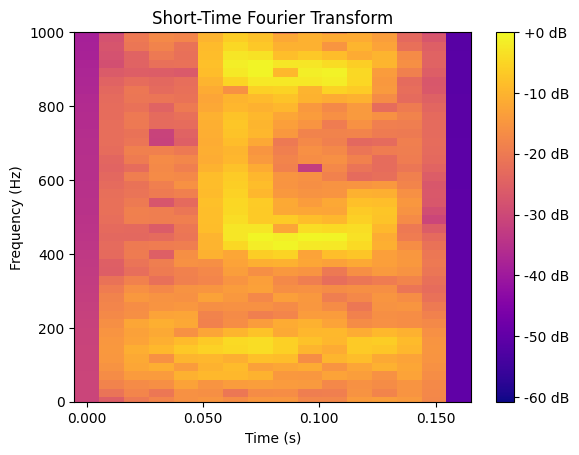 Short-Time Fourier Transform
1000
800
600
400
200
0
Frequency (Hz)
0.000
0.050
0.100
0.150
Time (s)
+0 dB
-10 dB
-20 dB
-30 dB
-40 dB
-50 dB
-60 dB